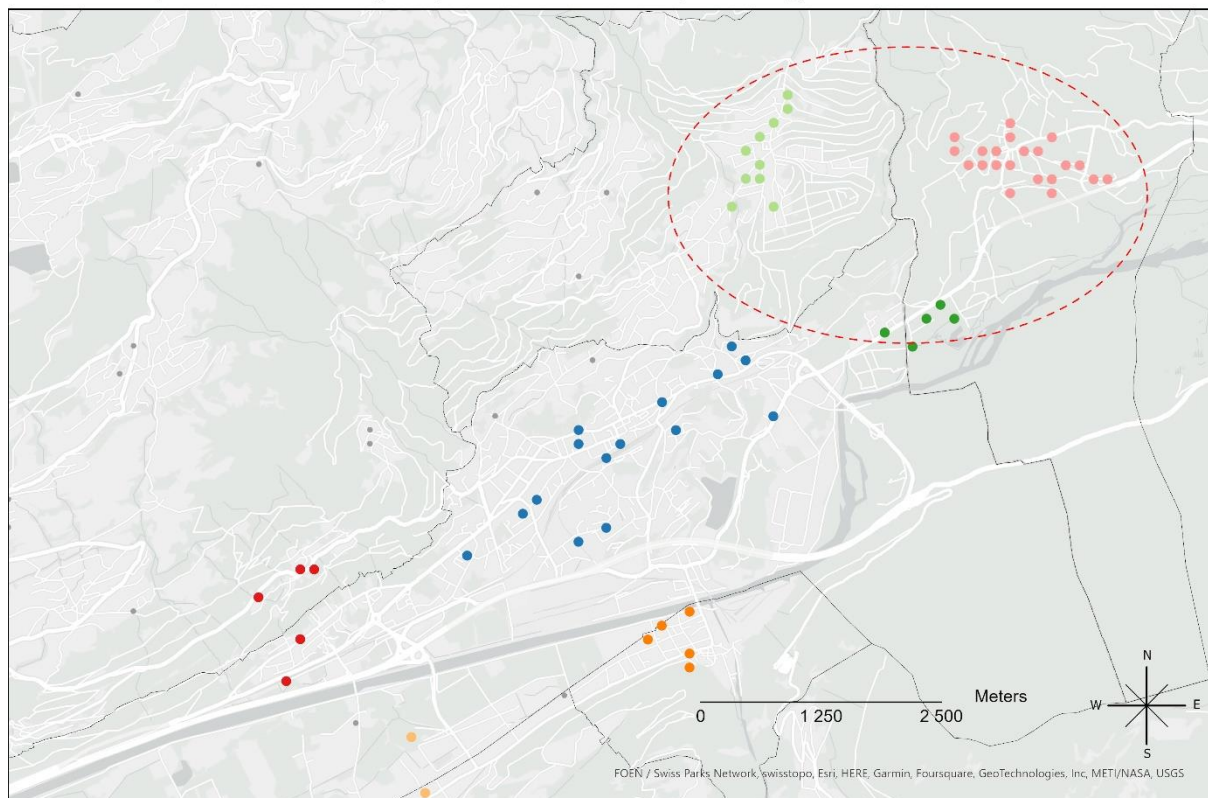 N
Meters
W E
0 1 250 2 500
S
FOEN / Swiss Parks Network, swisstopo, Esri, HERE, Garmin, Foursquare, GeoTechnologies, Inc, METI/NASA, USGS